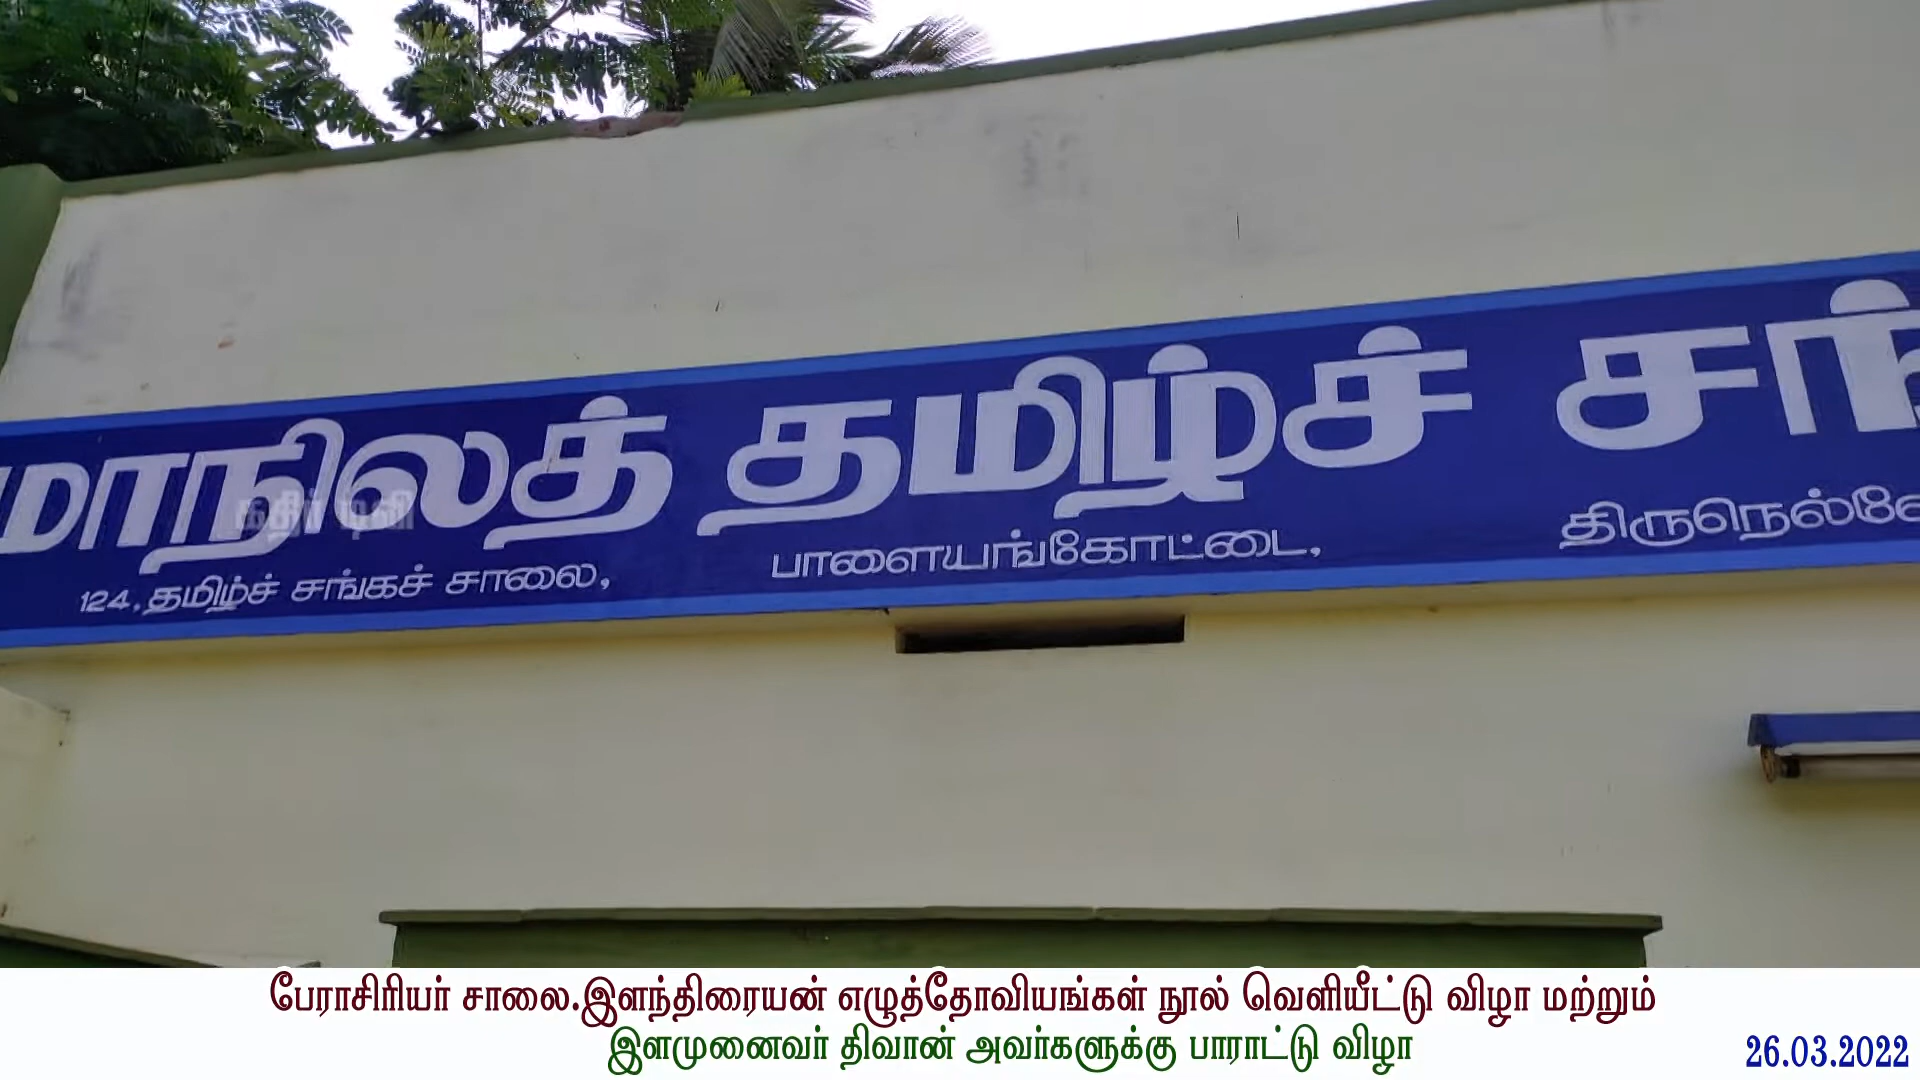 மாநிலத் தமிழ்ச் சங்
124, தமிழ்ச் சங்கச் சாலை, பாளையங்கோட்டை, திருநெல்வே
பேராசிரியர் சாலை.இளந்திரையன் எழுத்தோவியங்கள் நூல் வெளியீட்டு விழா மற்றும்
இளமுனைவர் திவான் அவர்களுக்கு பாராட்டு விழா
26.03.2022